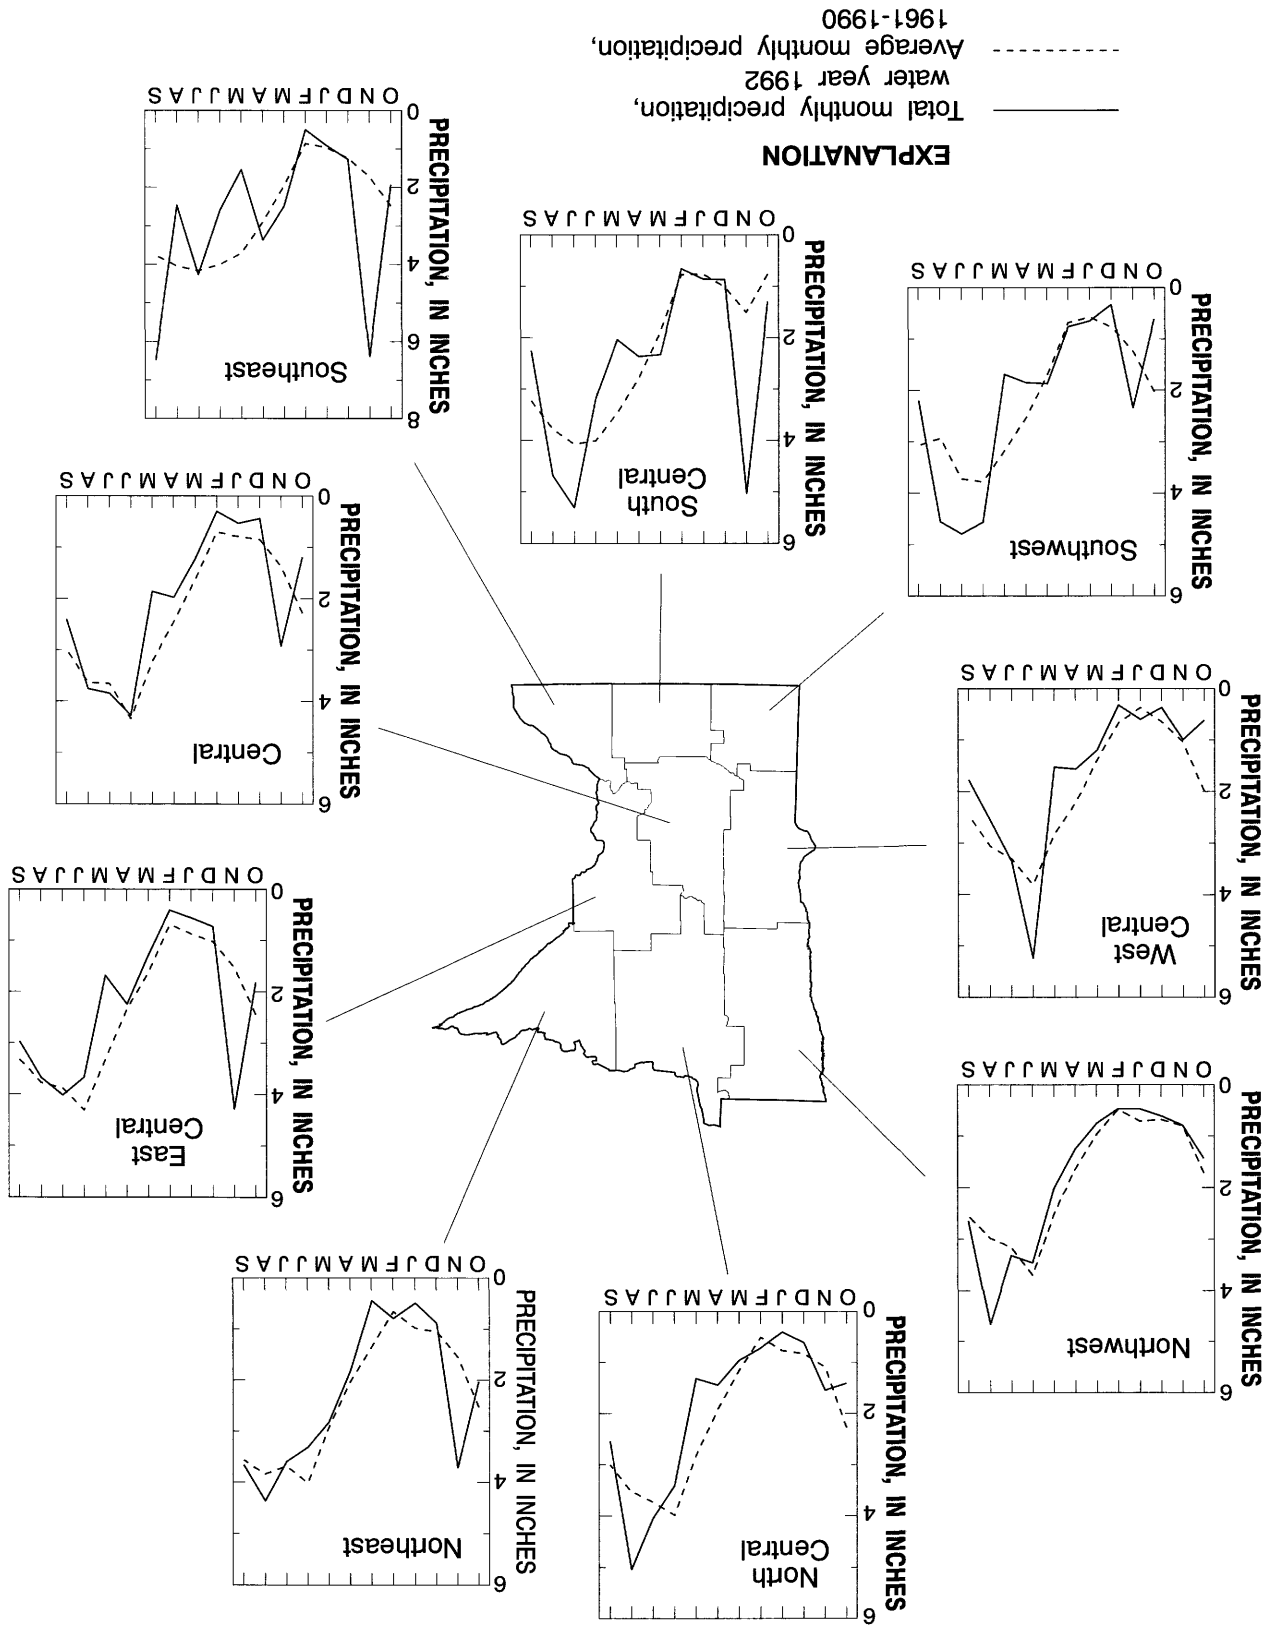 PRECIPITATION, IN INCHES
6
4
2
0
North
Central
O N D J F M A M J J A S
PRECIPITATION, IN INCHES
6
4
2
0
Northeast
O N D J F M A M J J A S
PRECIPITATION, IN INCHES
6
4
2
0
Northwest
O N D J F M A M J J A S
PRECIPITATION, IN INCHES
6
4
2
0
East
Central
O N D J F M A M J J A S
PRECIPITATION, IN INCHES
6
4
2
0
West
Central
O N D J F M A M J J A S
PRECIPITATION, IN INCHES
6
4
2
0
Central
O N D J F M A M J J A S
PRECIPITATION, IN INCHES
6
4
2
0
Southwest
O N D J F M A M J J A S
PRECIPITATION, IN INCHES
6
4
2
0
South
Central
O N D J F M A M J J A S
PRECIPITATION, IN INCHES
8
6
4
2
0
Southeast
O N D J F M A M J J A S
EXPLANATION
Total monthly precipitation,
water year 1992
Average monthly precipitation,
1961-1990